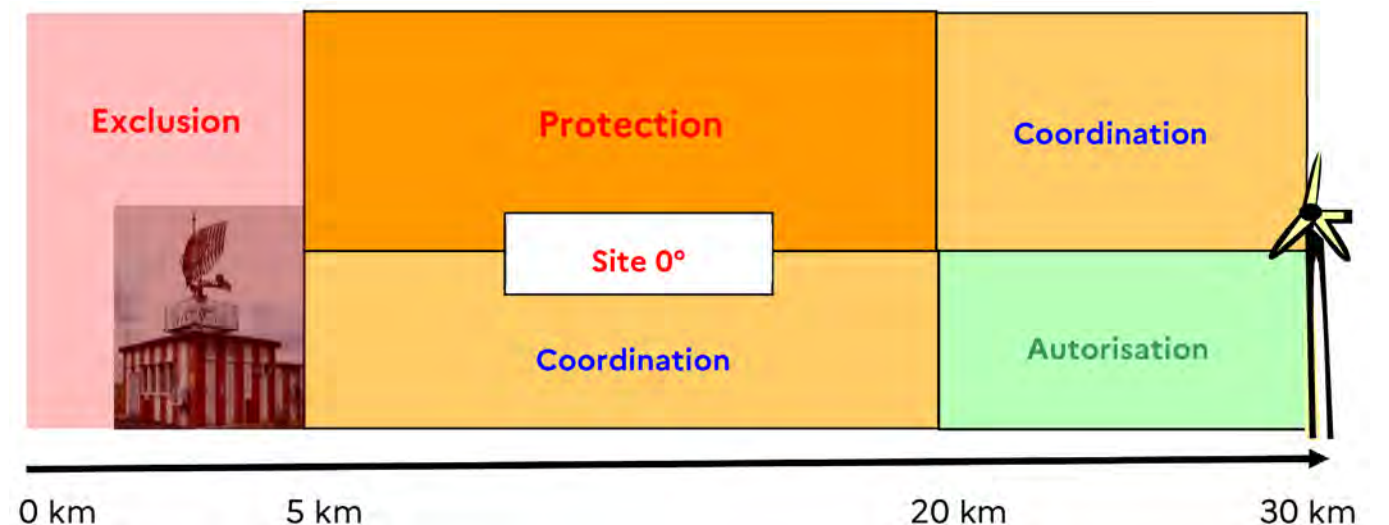 Exclusion
Protection
Coordination
Site 0°
Coordination
Autorisation
0 km
5 km
20 km
30 km